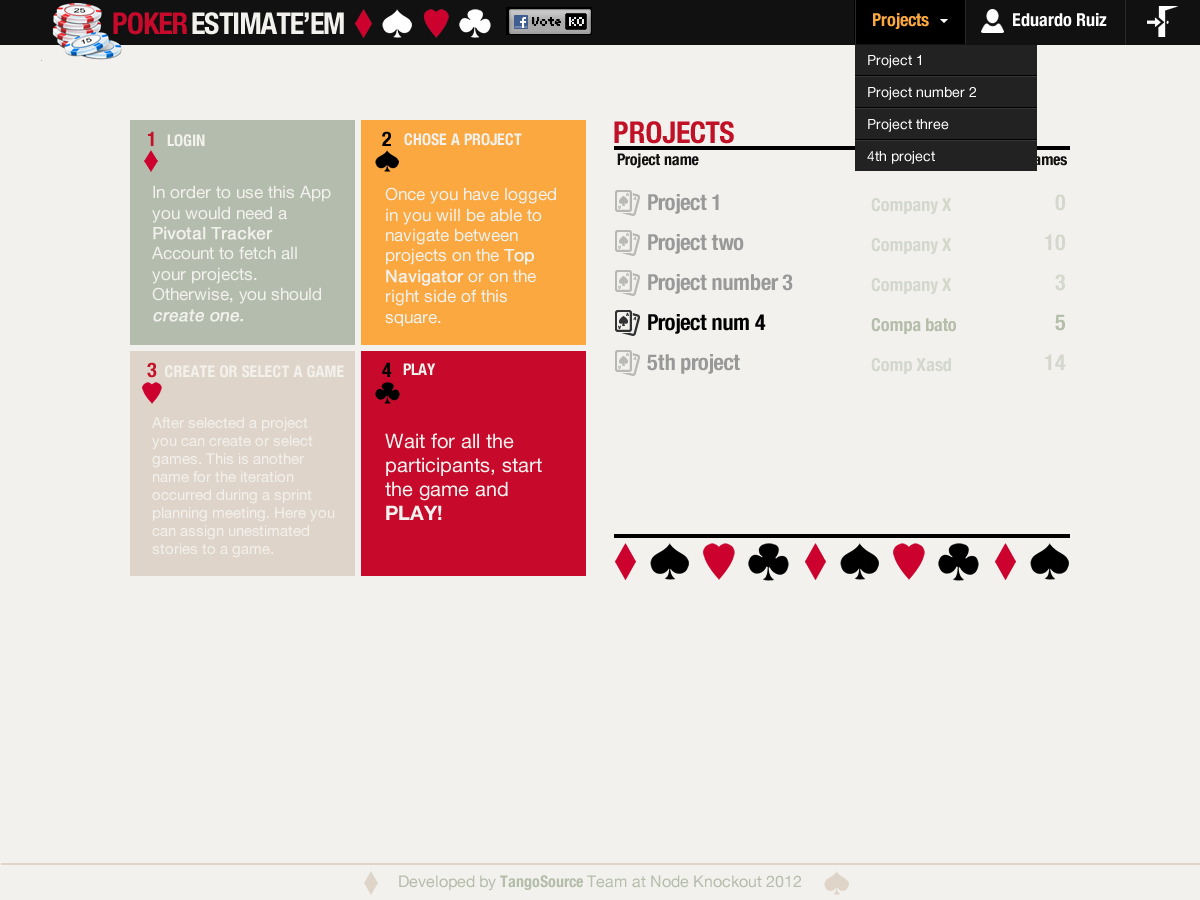 25
15
POKER ESTIMATE'EM
f Vote KO
Projects
Eduardo Ruiz
Project 1
Project number 2
Project three
4th project
1 LOGIN
In order to use this App
you would need a
Pivotal Tracker
Account to fetch all
your projects.
Otherwise, you should
create one.
2 CHOSE A PROJECT
Once you have logged
in you will be able to
navigate between
projects on the Top
Navigator or on the
right side of this
square.
3 CREATE OR SELECT A GAME
After selected a project
you can create or select
games. This is another
name for the iteration
occurred during a sprint
planning meeting. Here you
can assign unestimated
stories to a game.
4 PLAY
Wait for all the
participants, start
the game and
PLAY!
PROJECTS
Project name ames
Project 1 Company X 0
Project two Company X 10
Project number 3 Company X 3
Project num 4 Compa bato 5
5th project Comp Xasd 14
Developed by TangoSource Team at Node Knockout 2012